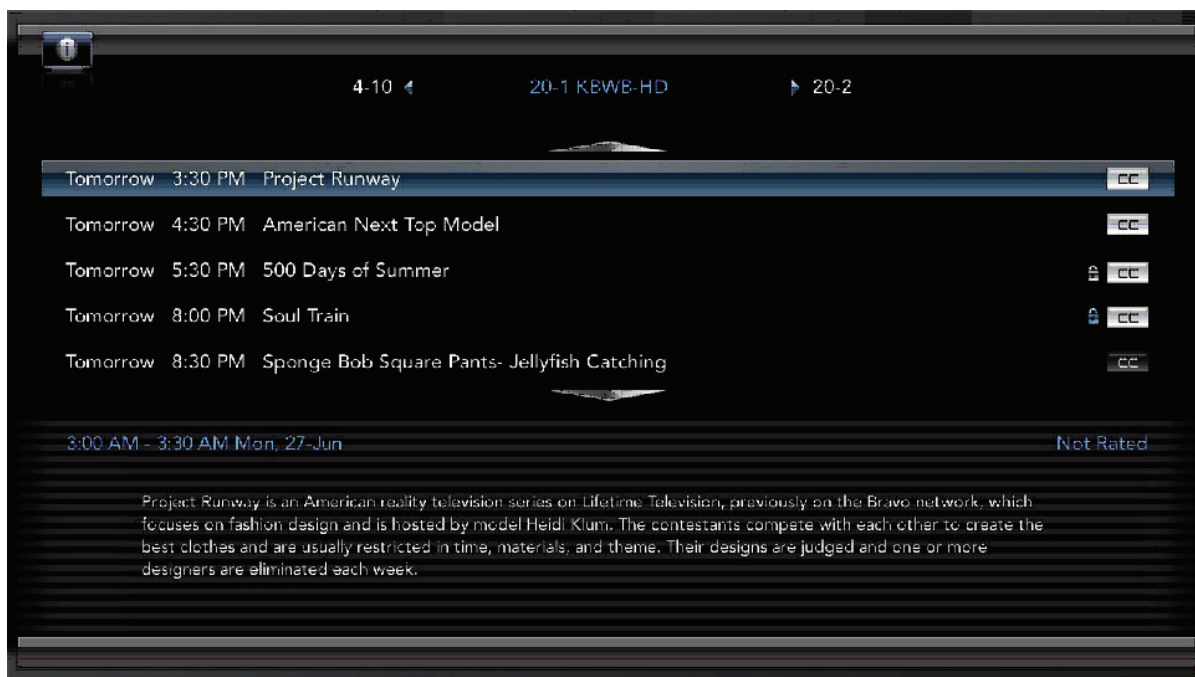 i
4-10 20-1 KBWB-HD 20-2
Tomorrow 3:30 PM Project Runway CC
Tomorrow 4:30 PM American Next Top Model CC
Tomorrow 5:30 PM 500 Days of Summer CC
Tomorrow 8:00 PM Soul Train CC
Tomorrow 8:30 PM Sponge Bob Square Pants- Jellyfish Catching CC
3:00 AM - 3:30 AM Mon, 27-Jun Not Rated
Project Runway is an American reality television series on Lifetime Television, previously on the Bravo network, which
focuses on fashion design and is hosted by model Heidi Klum. The contestants compete with each other to create the
best clothes and are usually restricted in time, materials, and theme. Their designs are judged and one or more
designers are eliminated each week.